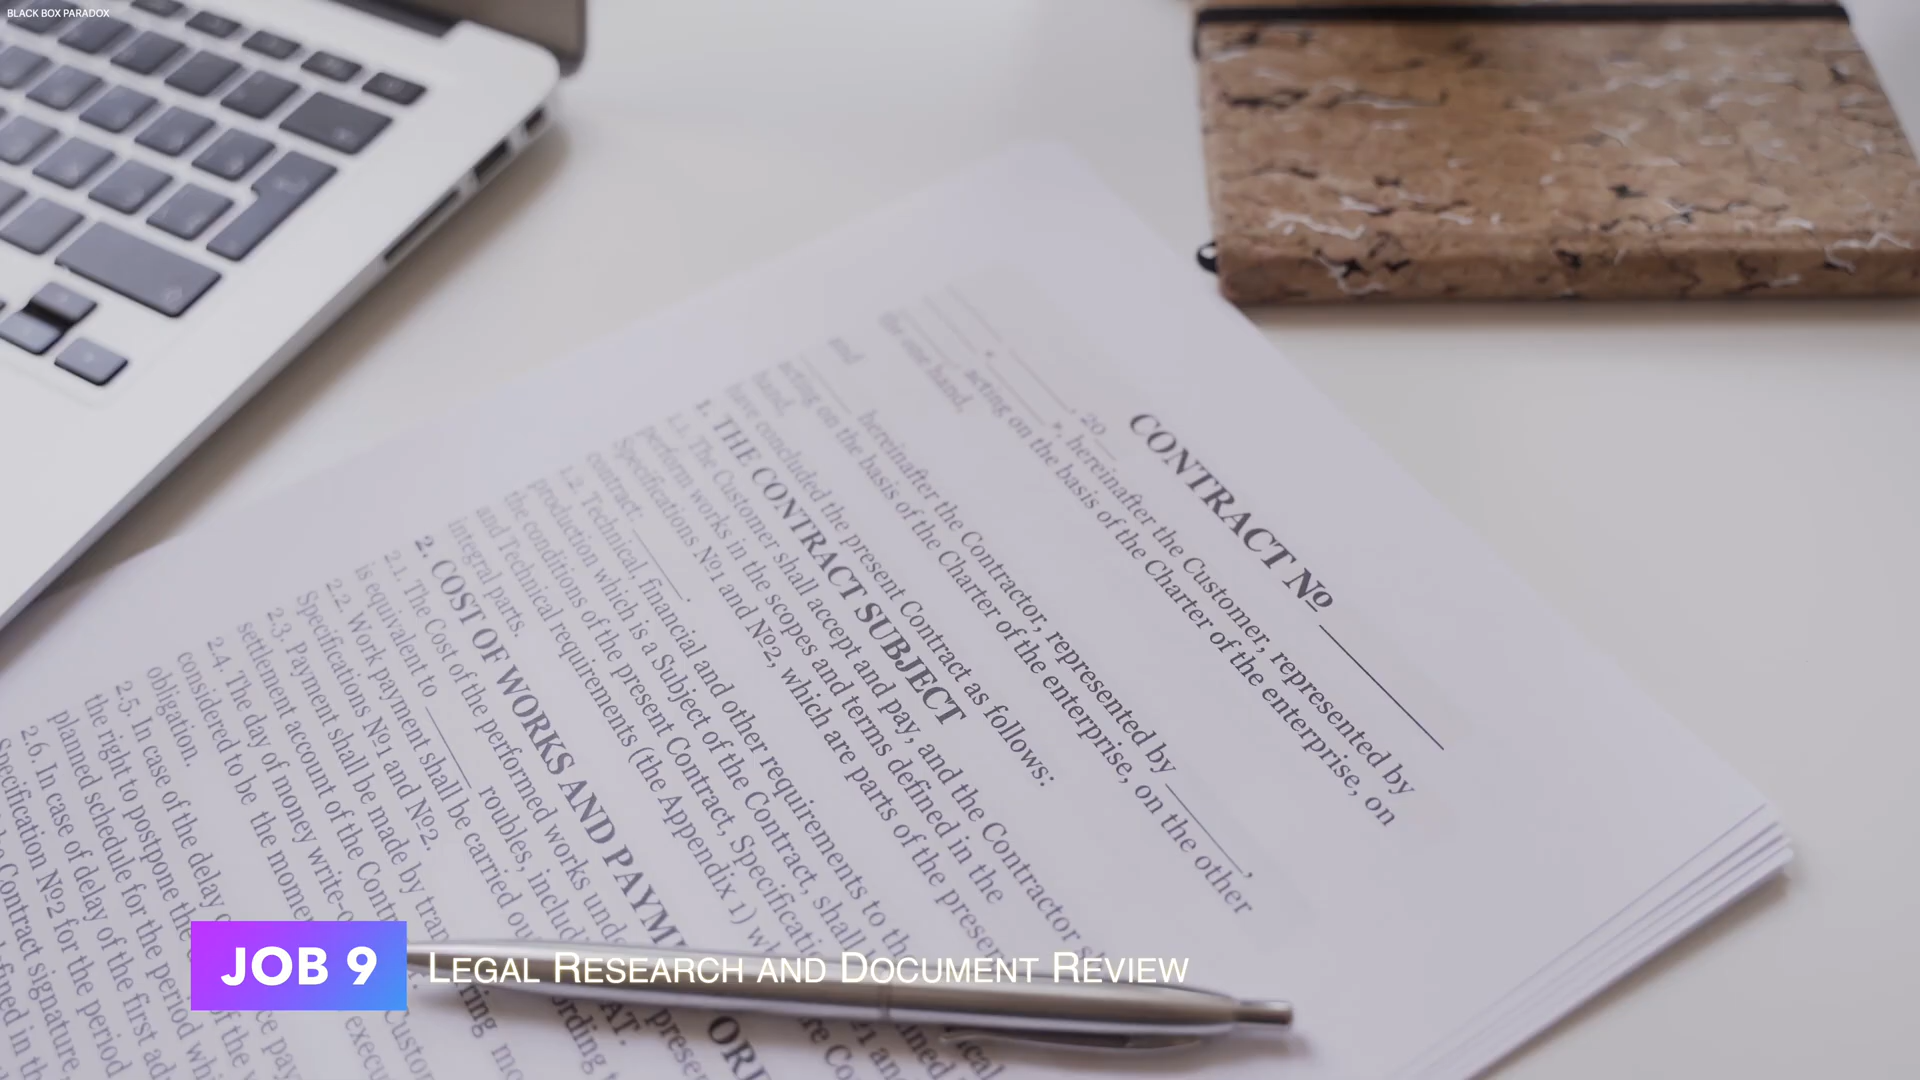 BLACK BOX PARADOX
CONTRACT №
, 20
», hereinafter the Customer, represented by
acting on the basis of the Charter of the enterprise, on
the one hand,
and
hereinafter the Contractor, represented by
acting on the basis of the Charter of the enterprise, on the other
hand,
have concluded the present Contract as follows:
1. THE CONTRACT SUBJECT
1.1. The Customer shall accept and pay, and the Contractor
perform works in the scopes and terms defined in the
Specifications №1 and №2, which are parts of the present
contract:
1.2. Technical, financial and other requirements to the
production which is a Subject of the Contract, shall
the conditions of the present Contract, Specificati
and Technical requirements (the Appendix 1)
integral parts.
2. COST OF WORKS AND PAYM
2.1. The Cost of the performed works und
is equivalent to roubles, includ
2.2. Work payment shall be carried ou
Specifications №1 and №2.
2.3. Payment shall be made by tran
settlement account of the Contr
2.4. The day of money write-o
considered to be the momen
obligation.
2.5. In case of the delay
the right to postpone the
planned schedule for the period
2.6. In case of delay of the first ad
Specification №2 for the period whi
Contract signature,
JOB 9
LEGAL RESEARCH AND DOCUMENT REVIEW